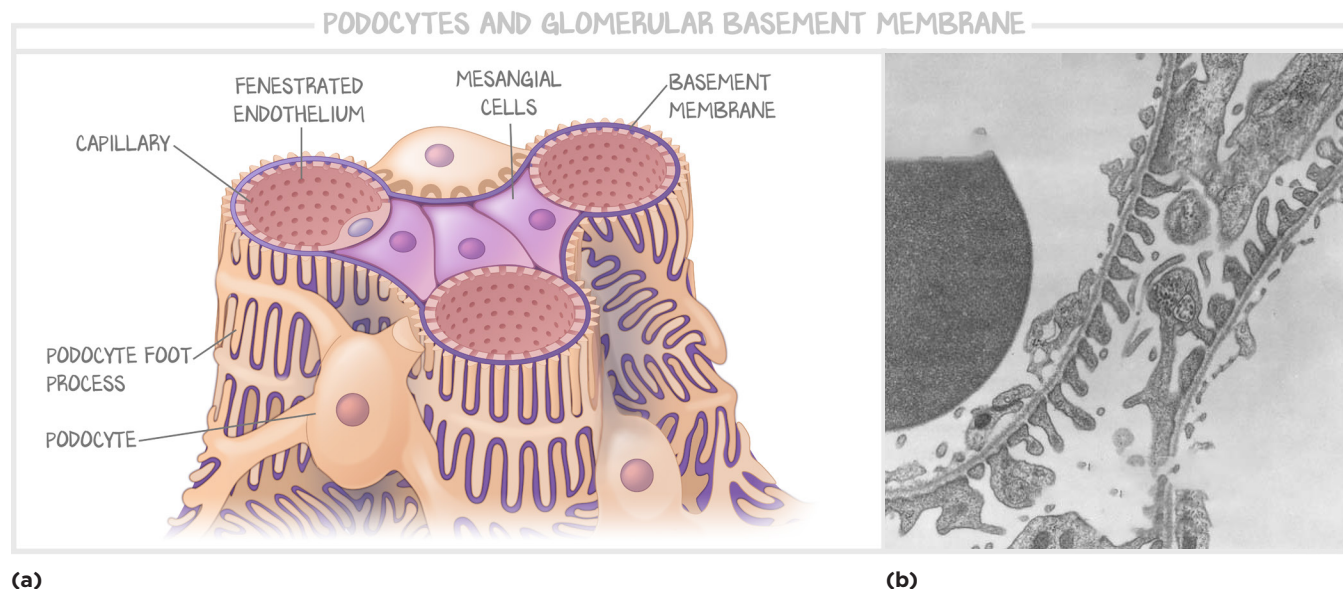 PODOCYTES AND GLOMERULAR BASEMENT MEMBRANE
FENESTRATED
ENDOTHELIUM
MESANGIAL
CELLS
BASEMENT
MEMBRANE
CAPILLARY
PODOCYTE FOOT
PROCESS
PODOCYTE
(a)
(b)